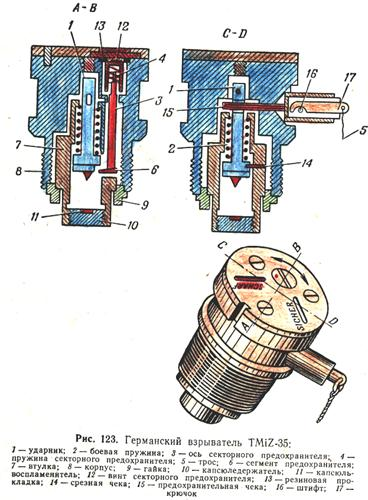 А-В
С-D
1
13
12
4
3
7
8
6
9
11
10
16
17
1
15
5
2
14
C
B
SCHARF
SICHER
A
D
Рис. 123. Германский взрыватель TMiZ-35:
1 — ударник; 2 — боевая пружина; 3 — ось секторного предохранителя; 4 —
пружина секторного предохранителя; 5 — трос; 6 — сегмент предохранителя;
7 — втулка; 8 — корпус; 9 — гайка; 10 — капсюледержатель; 11 — капсюль-
воспламенитель; 12 — винт секторного предохранителя; 13 — резиновая про-
кладка; 14 — срезная чека; 15 — предохранительная чека; 16 — штифт; 17 —
крючок